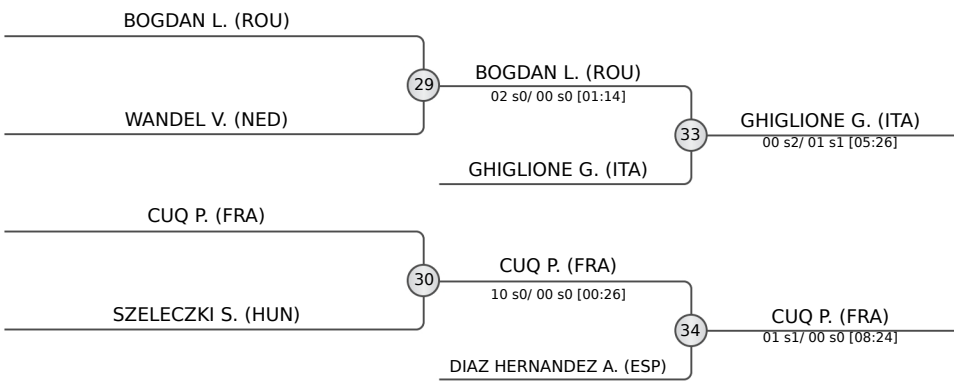 BOGDAN L. (ROU)
29
WANDEL V. (NED)
BOGDAN L. (ROU)
02 s0/ 00 s0 [01:14]
33
GHIGLIONE G. (ITA)
GHIGLIONE G. (ITA)
00 s2/ 01 s1 [05:26]
CUQ P. (FRA)
30
SZELECZKI S. (HUN)
CUQ P. (FRA)
10 s0/ 00 s0 [00:26]
34
DIAZ HERNANDEZ A. (ESP)
CUQ P. (FRA)
01 s1/ 00 s0 [08:24]